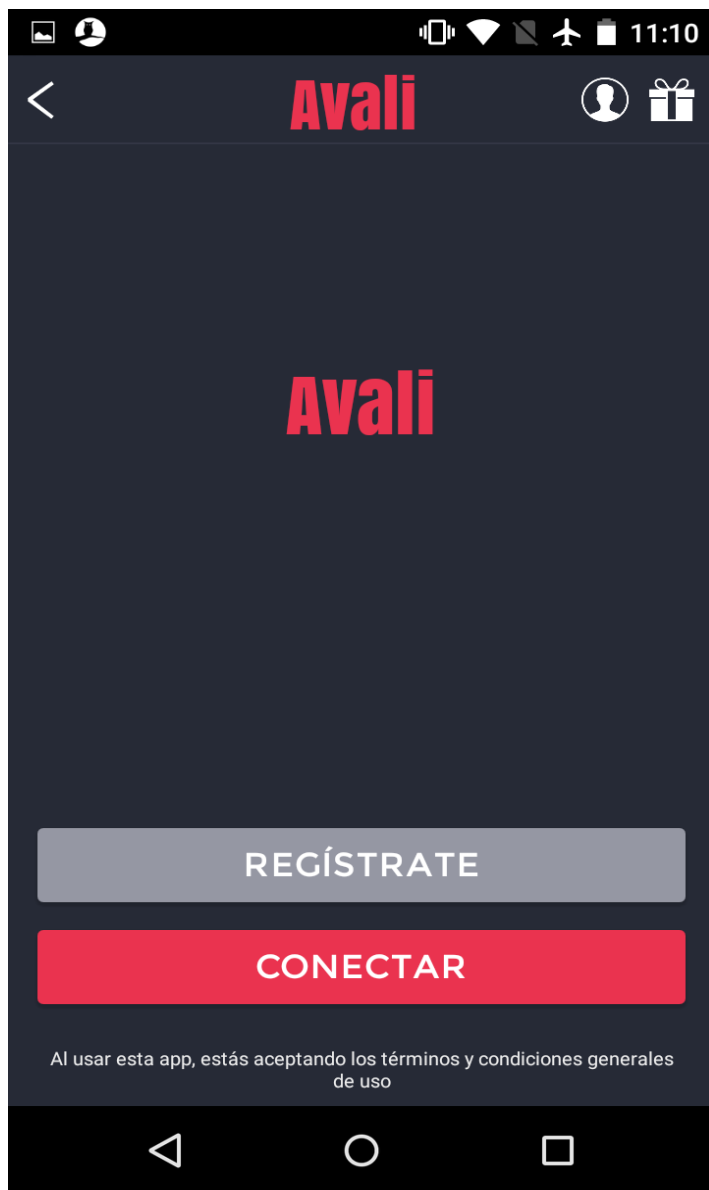 11:10
Avali
Avali
REGÍSTRATE
CONECTAR
Al usar esta app, estás aceptando los términos y condiciones generales
de uso